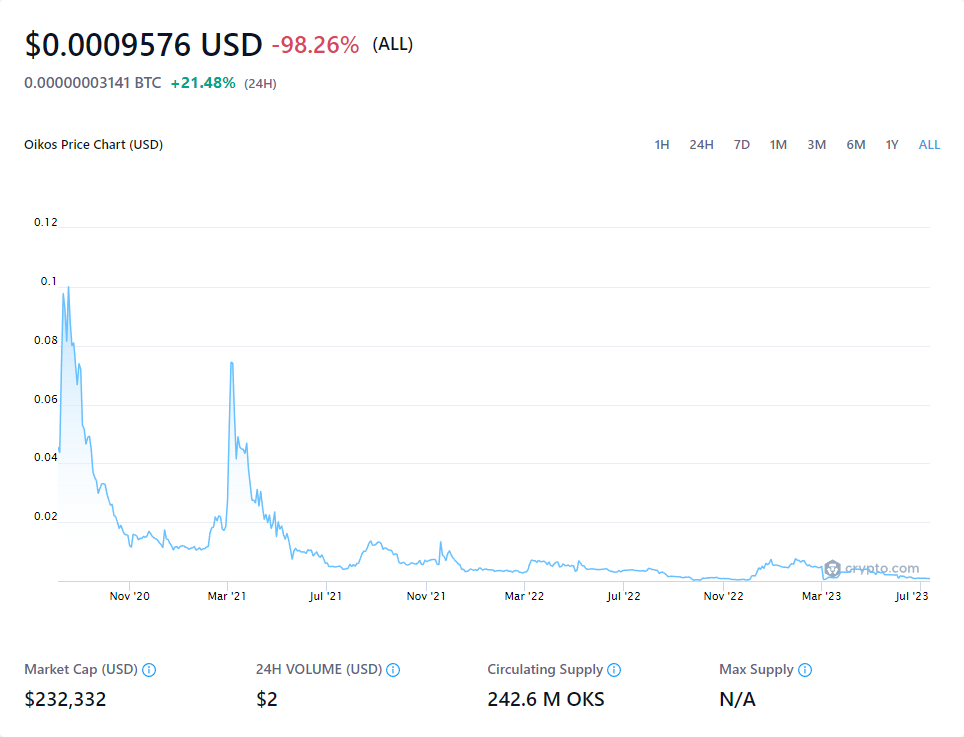 $0.0009576 USD -98.26% (ALL)
0.00000003141 BTC +21.48% (24H)
Oikos Price Chart (USD) 1H 24H 7D 1M 3M 6M 1Y ALL
0.12
0.1
0.08
0.06
0.04
0.02
crypto.com
Nov '20 Mar '21 Jul '21 Nov '21 Mar '22 Jul '22 Nov '22 Mar '23 Jul '23
Market Cap (USD) 24H VOLUME (USD) Circulating Supply Max Supply
$232,332 $2 242.6 M OKS N/A